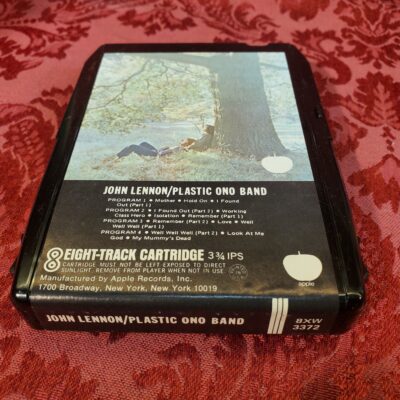 JOHN LENNON/PLASTIC ONO BAND
PROGRAM 1 • Mother • Hold On • I Found
Out (Part 1)
PROGRAM 2 • I Found Out (Part 2) • Working
Class Hero • Isolation • Remember (Part 1)
PROGRAM 3 • Remember (Part 2) • Love • Well
Well Well (Part 1)
PROGRAM 4 • Well Well Well (Part 2) • Look At Me
God • My Mummy's Dead
8 EIGHT-TRACK CARTRIDGE 3 ¾ IPS
CARTRIDGE MUST NOT BE LEFT EXPOSED TO DIRECT
SUNLIGHT. REMOVE FROM PLAYER WHEN NOT IN USE
Manufactured by Apple Records, Inc.
1700 Broadway, New York, New York 10019
apple
JOHN LENNON/PLASTIC ONO BAND
8XW
3372